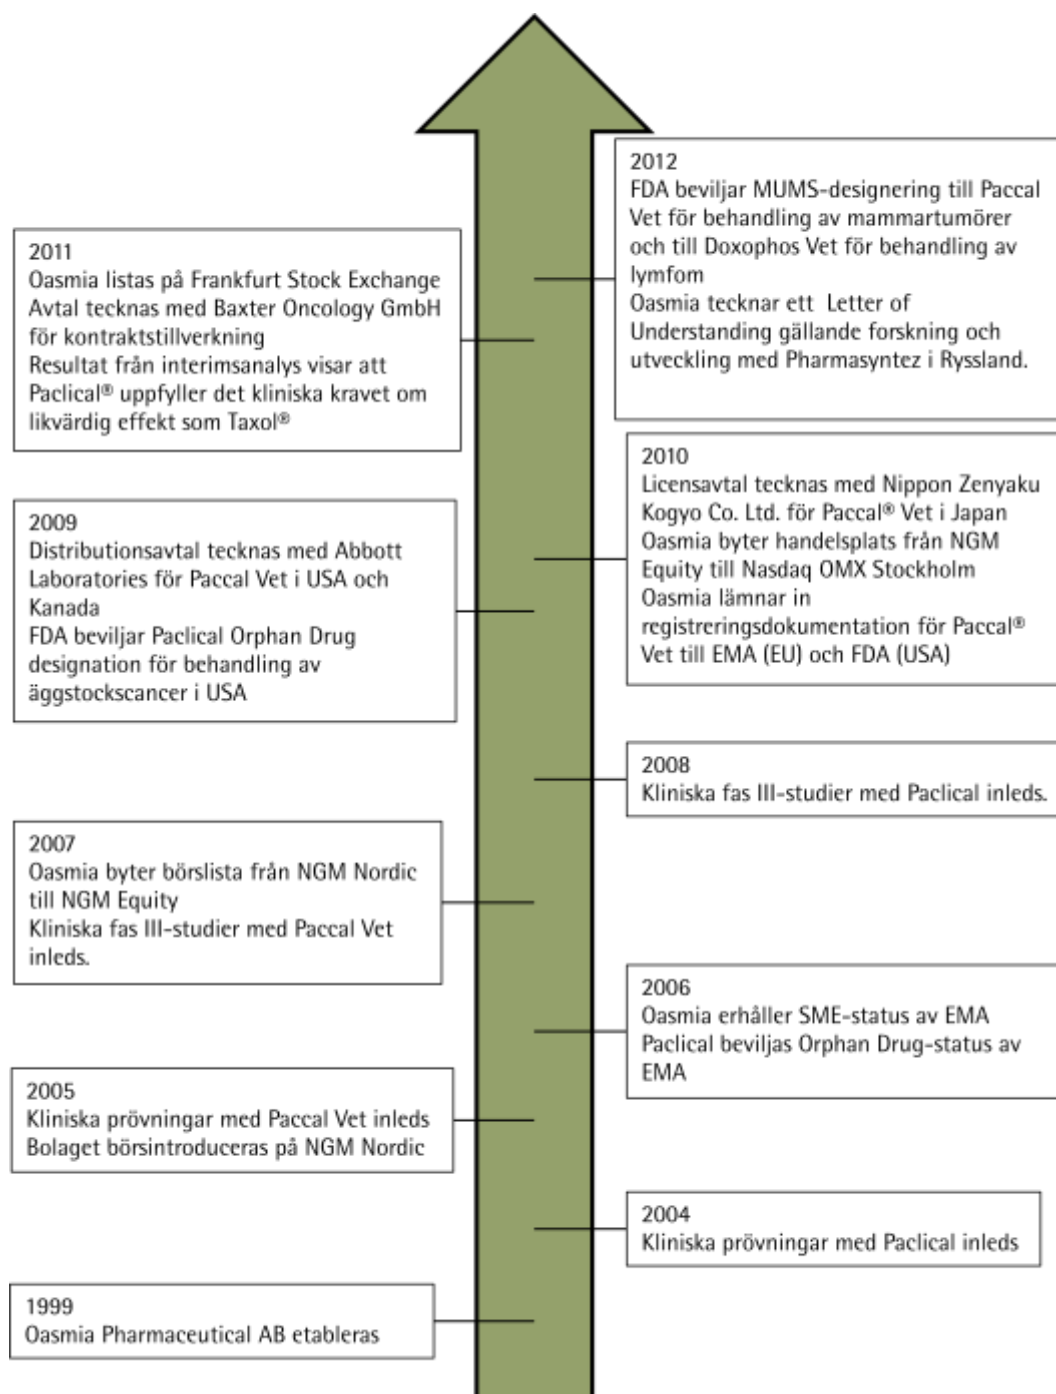 2012
FDA beviljar MUMS-designering till Paccal
Vet för behandling av mammartumörer
och till Doxophos Vet för behandling av
lymfom
Oasmia tecknar ett Letter of
Understanding gällande forskning och
utveckling med Pharmasyntez i Ryssland.
2011
Oasmia listas på Frankfurt Stock Exchange
Avtal tecknas med Baxter Oncology GmbH
för kontraktstillverkning
Resultat från interimsanalys visar att
Paclical® uppfyller det kliniska kravet om
likvärdig effekt som Taxol®
2010
Licensavtal tecknas med Nippon Zenyaku
Kogyo Co. Ltd. för Paccal® Vet i Japan
Oasmia byter handelsplats från NGM
Equity till Nasdaq OMX Stockholm
Oasmia lämnar in
registreringsdokumentation för Paccal®
Vet till EMA (EU) och FDA (USA)
2009
Distributionsavtal tecknas med Abbott
Laboratories för Paccal Vet i USA och
Kanada
FDA beviljar Paclical Orphan Drug
designation för behandling av
äggstockscancer i USA
2008
Kliniska fas III-studier med Paclical inleds.
2007
Oasmia byter börslista från NGM Nordic
till NGM Equity
Kliniska fas III-studier med Paccal Vet
inleds.
2006
Oasmia erhåller SME-status av EMA
Paclical beviljas Orphan Drug-status av
EMA
2005
Kliniska prövningar med Paccal Vet inleds
Bolaget börsintroduceras på NGM Nordic
2004
Kliniska prövningar med Paclical inleds
1999
Oasmia Pharmaceutical AB etableras